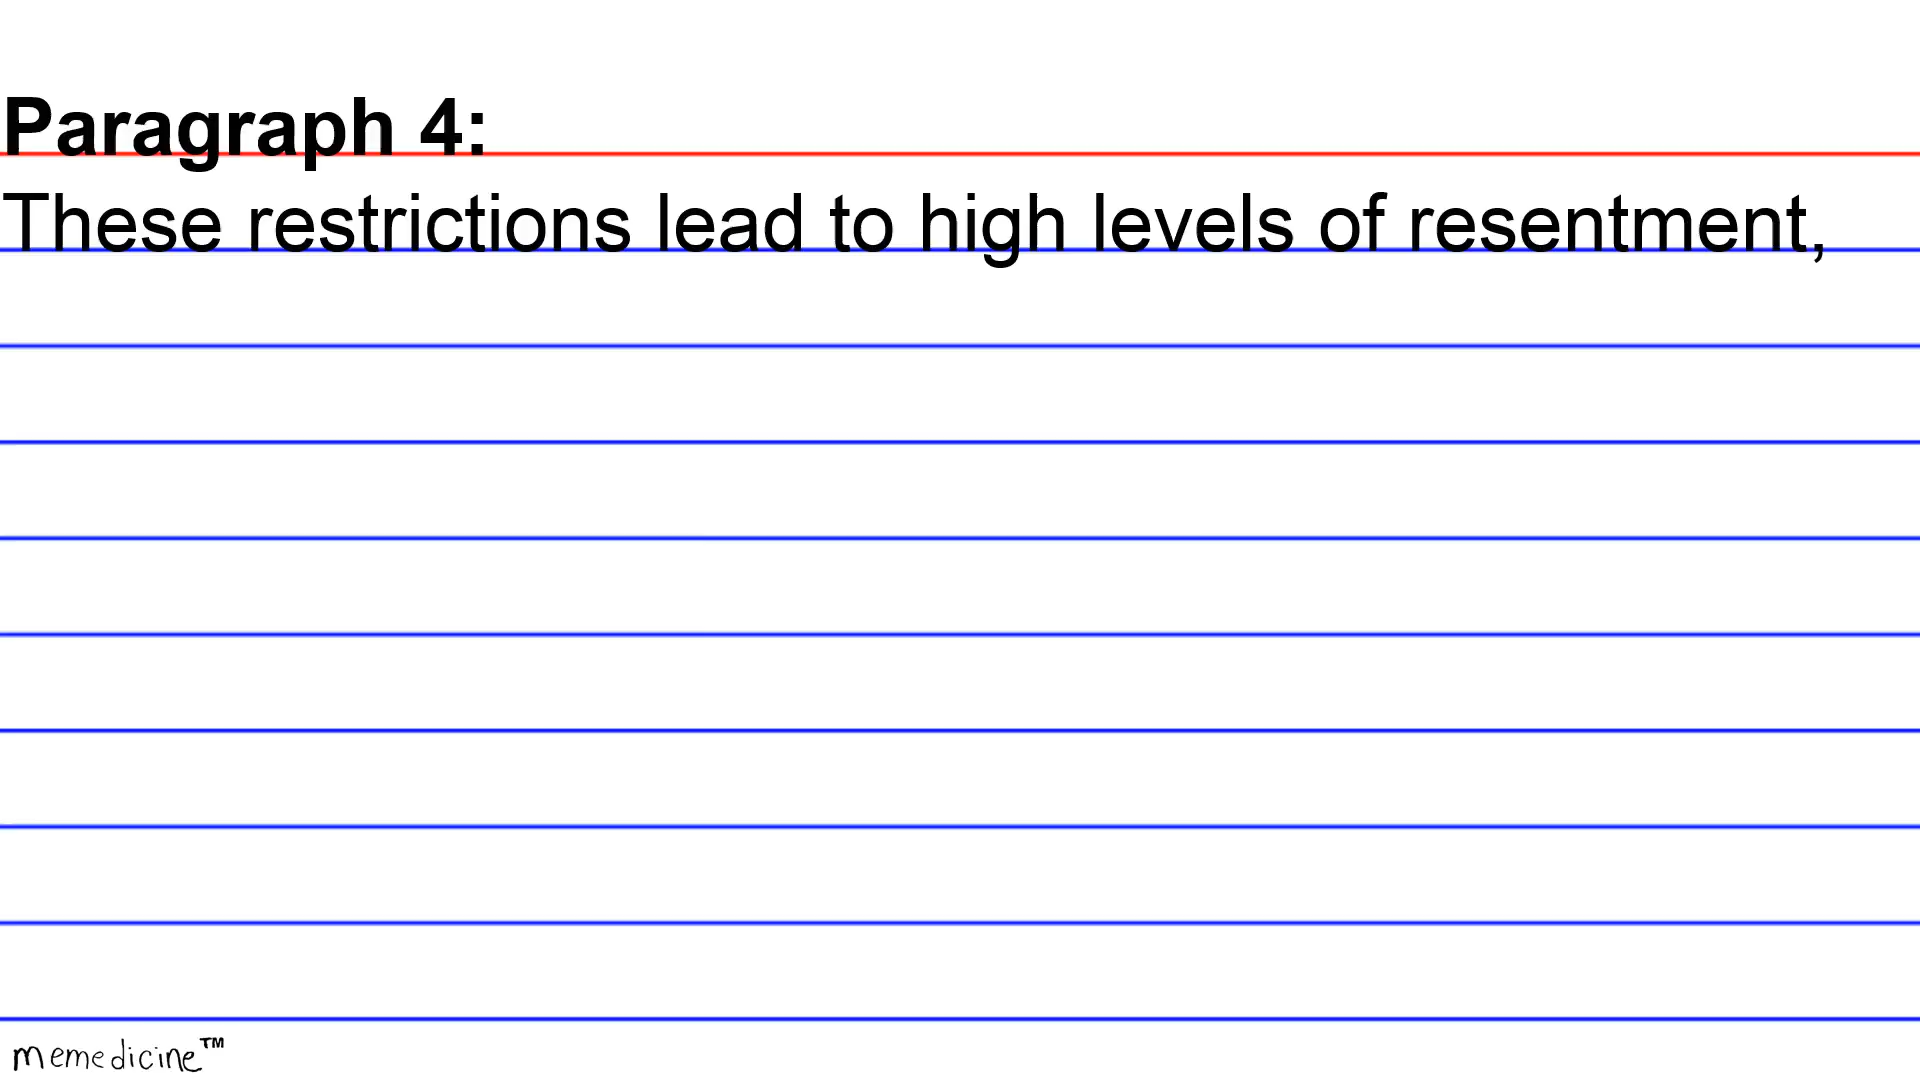 Paragraph 4:
These restrictions lead to high levels of resentment,
memedicine™